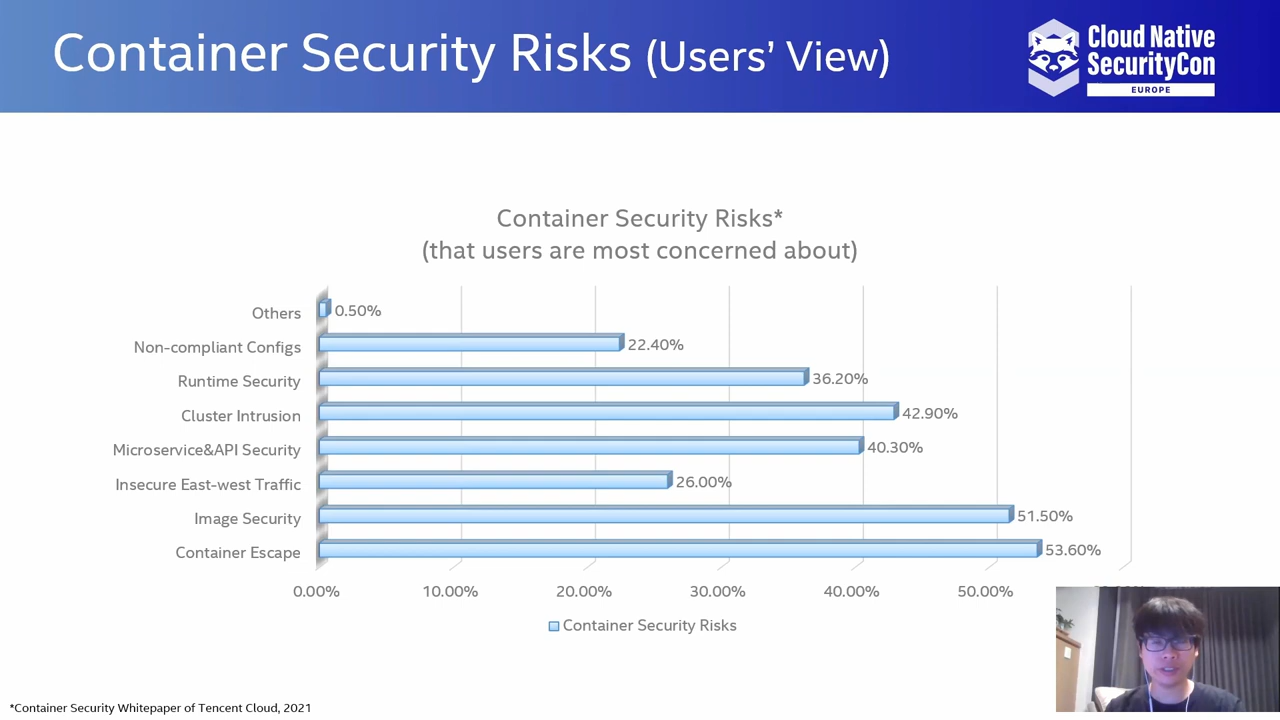 Container Security Risks (Users’ View)
Cloud Native
SecurityCon
EUROPE
Container Security Risks*
(that users are most concerned about)
Others 0.50%
Non-compliant Configs 22.40%
Runtime Security 36.20%
Cluster Intrusion 42.90%
Microservice&API Security 40.30%
Insecure East-west Traffic 26.00%
Image Security 51.50%
Container Escape 53.60%
0.00% 10.00% 20.00% 30.00% 40.00% 50.00%
Container Security Risks
*Container Security Whitepaper of Tencent Cloud, 2021